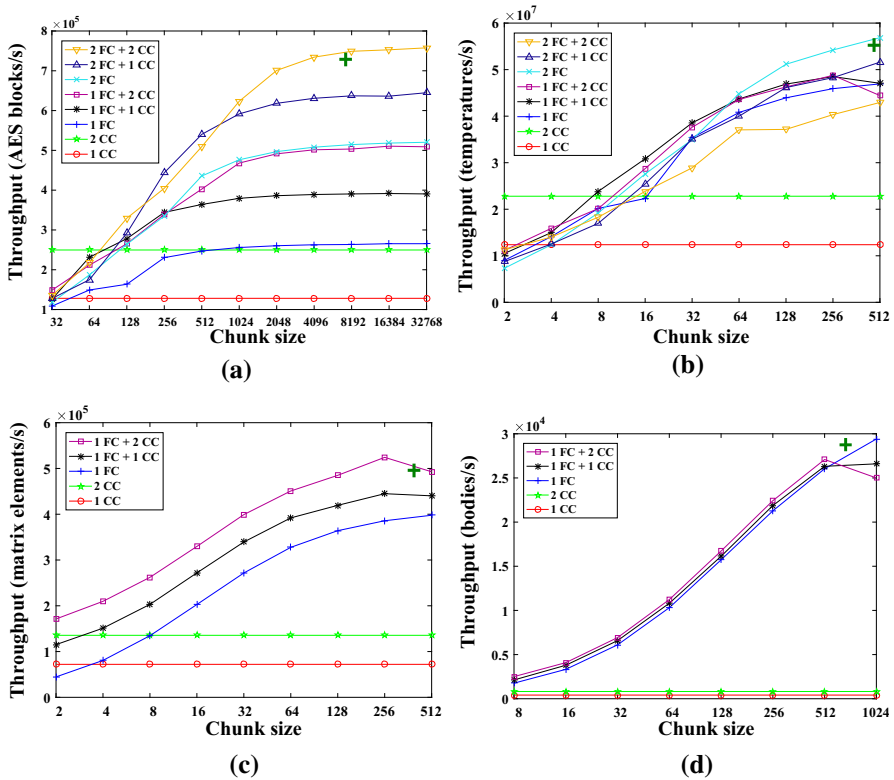 × 10⁵
8
7
6
5
4
3
2
1
Throughput (AES blocks/s)
2 FC + 2 CC
2 FC + 1 CC
2 FC
1 FC + 2 CC
1 FC + 1 CC
1 FC
2 CC
1 CC
32 64 128 256 512 1024 2048 4096 8192 16384 32768
Chunk size
(a)
× 10⁷
6
5
4
3
2
1
0
Throughput (temperatures/s)
2 FC + 2 CC
2 FC + 1 CC
2 FC
1 FC + 2 CC
1 FC + 1 CC
1 FC
2 CC
1 CC
2 4 8 16 32 64 128 256 512
Chunk size
(b)
× 10⁵
6
5
4
3
2
1
0
Throughput (matrix elements/s)
1 FC + 2 CC
1 FC + 1 CC
1 FC
2 CC
1 CC
2 4 8 16 32 64 128 256 512
Chunk size
(c)
× 10⁴
3
2.5
2
1.5
1
0.5
0
Throughput (bodies/s)
1 FC + 2 CC
1 FC + 1 CC
1 FC
2 CC
1 CC
8 16 32 64 128 256 512 1024
Chunk size
(d)